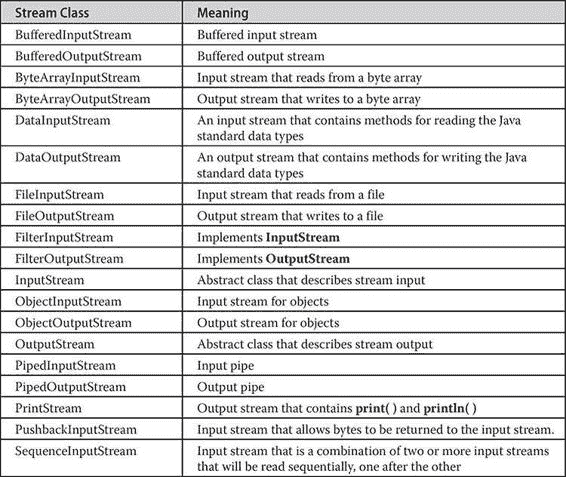 Stream Class Meaning
BufferedInputStream Buffered input stream
BufferedOutputStream Buffered output stream
ByteArrayInputStream Input stream that reads from a byte array
ByteArrayOutputStream Output stream that writes to a byte array
DataInputStream An input stream that contains methods for reading the Java
standard data types
DataOutputStream An output stream that contains methods for writing the Java
standard data types
FileInputStream Input stream that reads from a file
FileOutputStream Output stream that writes to a file
FilterInputStream Implements InputStream
FilterOutputStream Implements OutputStream
InputStream Abstract class that describes stream input
ObjectInputStream Input stream for objects
ObjectOutputStream Output stream for objects
OutputStream Abstract class that describes stream output
PipedInputStream Input pipe
PipedOutputStream Output pipe
PrintStream Output stream that contains print( ) and println( )
PushbackInputStream Input stream that allows bytes to be returned to the input stream.
SequenceInputStream Input stream that is a combination of two or more input streams
that will be read sequentially, one after the other